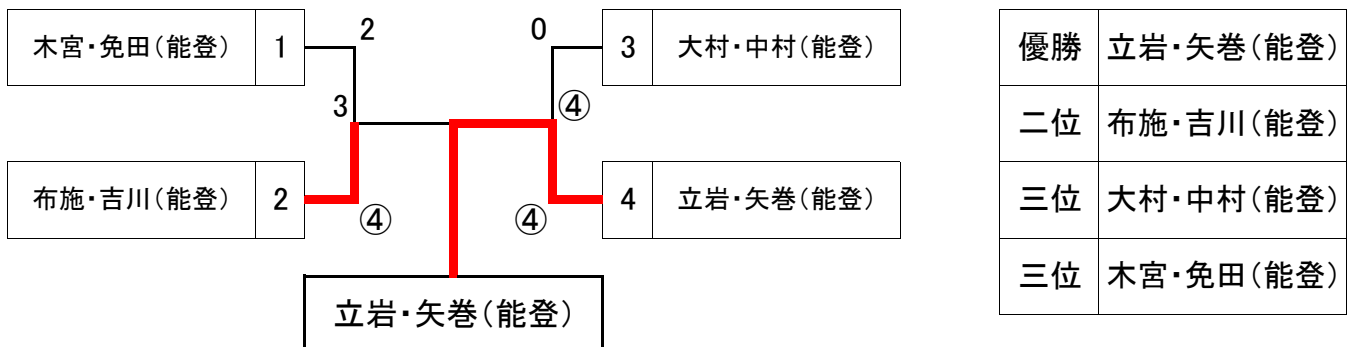 木宮・免田(能登) 1 2 0 3 大村・中村(能登)
3 ④
布施・吉川(能登) 2 ④ ④ 4 立岩・矢巻(能登)
立岩・矢巻(能登)
優勝 立岩・矢巻(能登)
二位 布施・吉川(能登)
三位 大村・中村(能登)
三位 木宮・免田(能登)